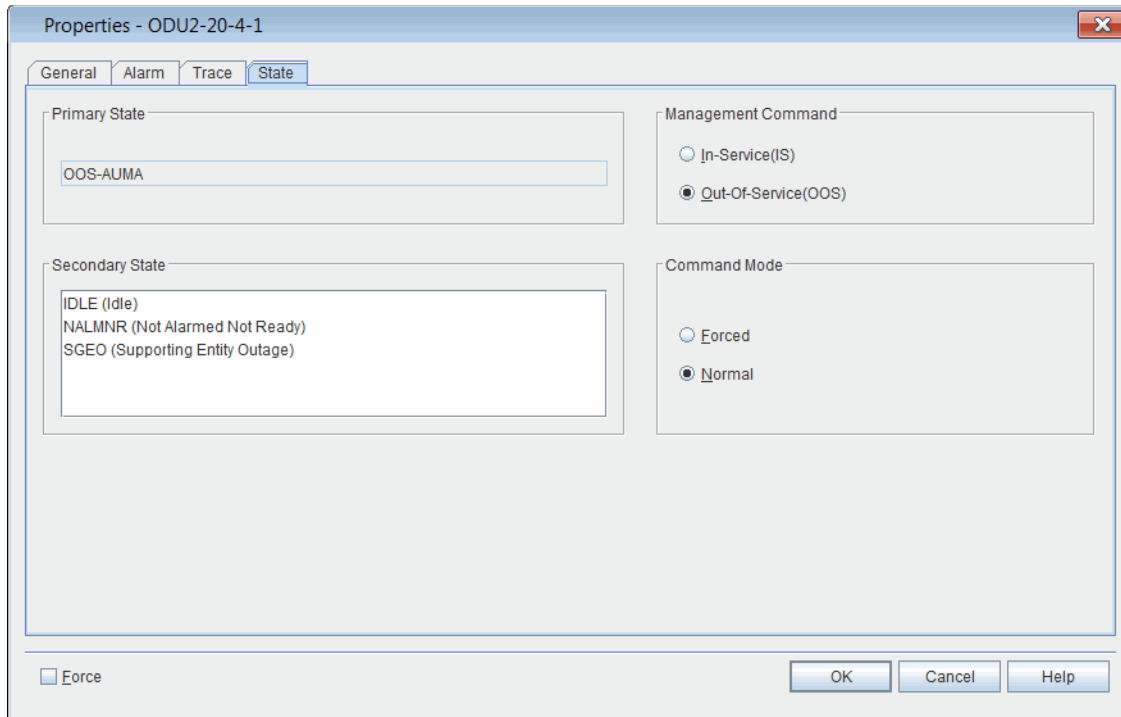 Properties - ODU2-20-4-1
General Alarm Trace State
Primary State
OOS-AUMA
Management Command
In-Service(IS)
Out-Of-Service(OOS)
Secondary State
IDLE (Idle)
NALMNR (Not Alarmed Not Ready)
SGEO (Supporting Entity Outage)
Command Mode
Forced
Normal
Force OK Cancel Help